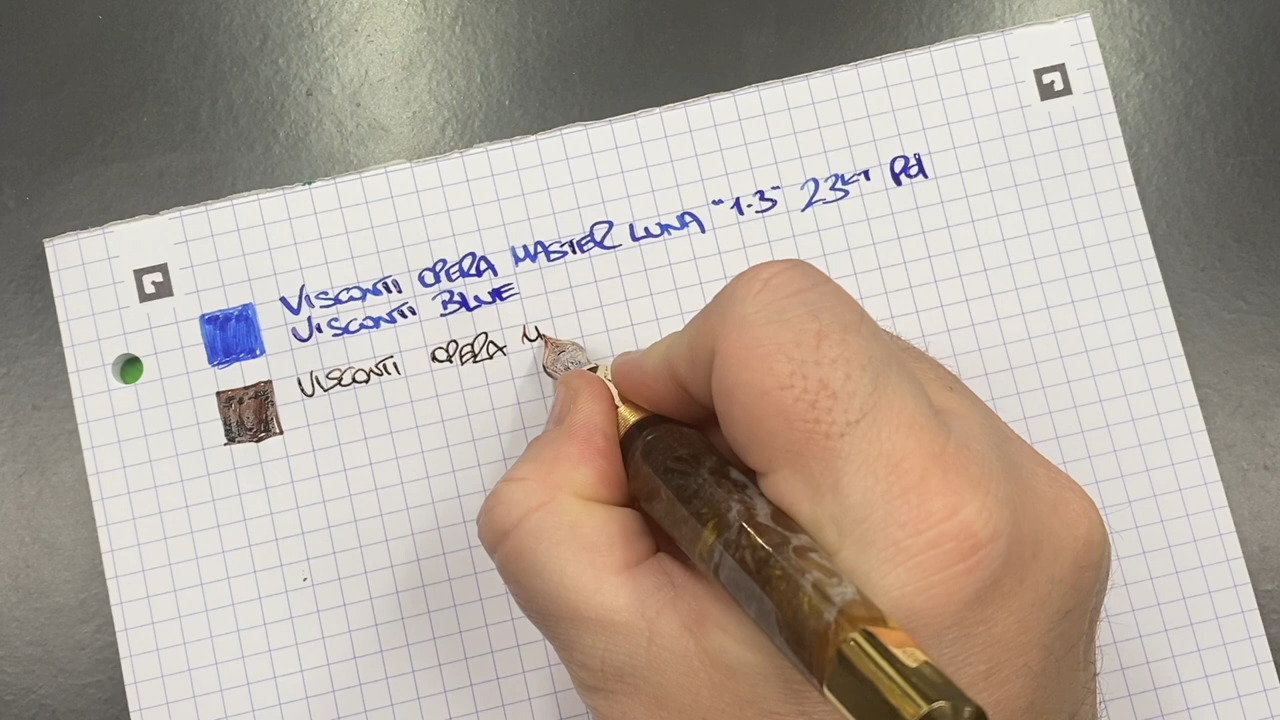 VISCONTI OPERA MASTER LUNA "1.3" 23KT Pd
VISCONTI BLUE
VISCONTI OPERA M